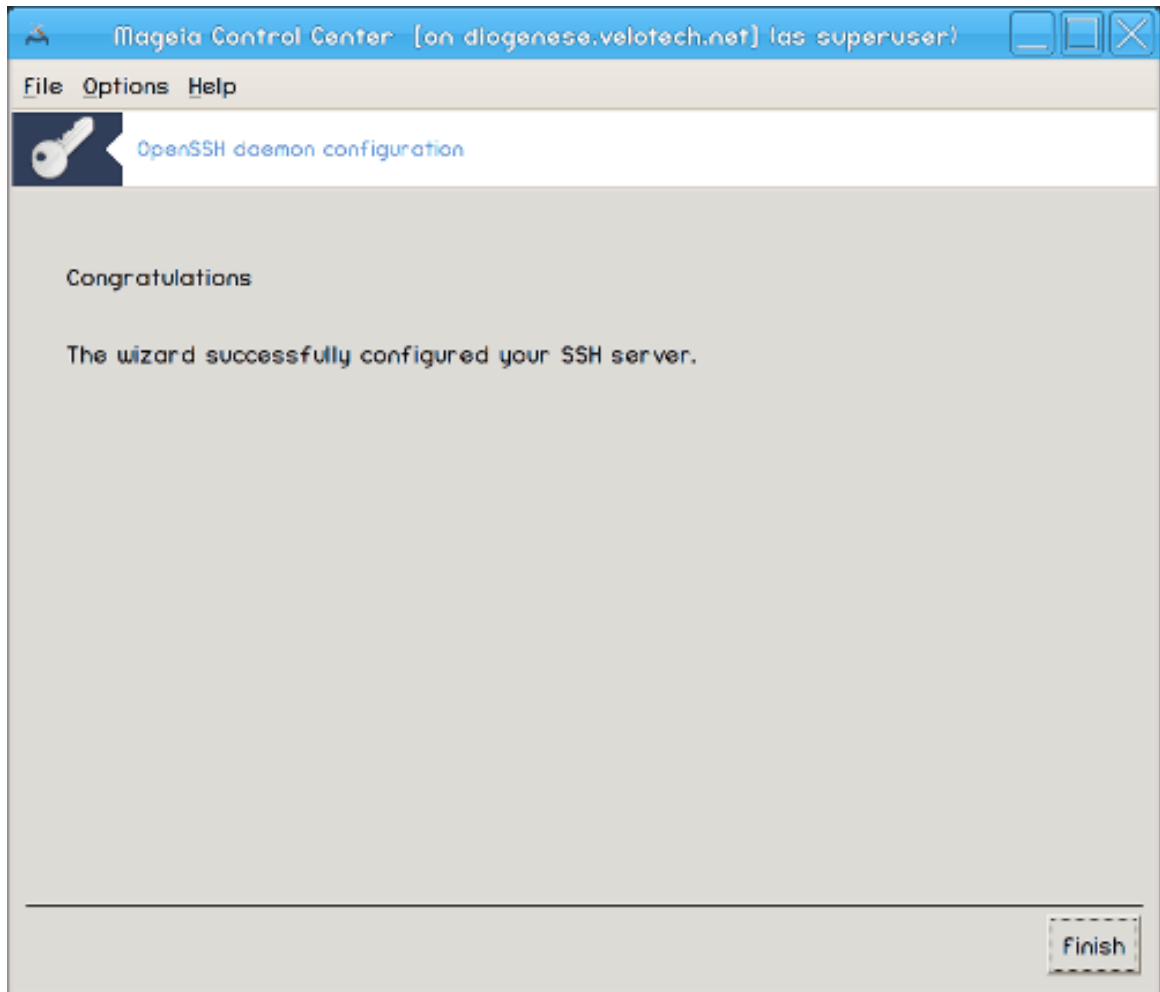 Mageia Control Center [on diogenese.velotech.net] (as superuser)
File Options Help
OpenSSH daemon configuration
Congratulations
The wizard successfully configured your SSH server.
Finish